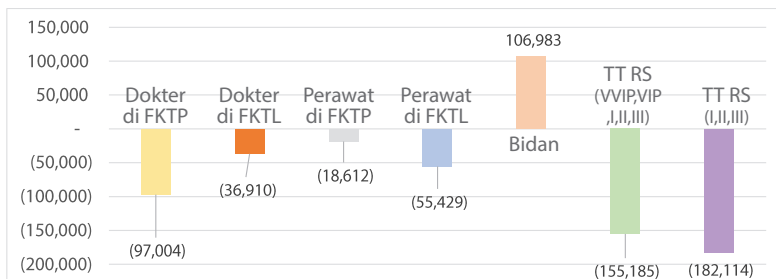 150,000
100,000
50,000
-
(50,000)
(100,000)
(150,000)
(200,000)
Dokter
di FKTP
(97,004)
Dokter
di FKTL
(36,910)
Perawat
di FKTP
(18,612)
Perawat
di FKTL
(55,429)
106,983
Bidan
TT RS
(VVIP,VIP
,I,II,III)
(155,185)
TT RS
(I,II,III)
(182,114)